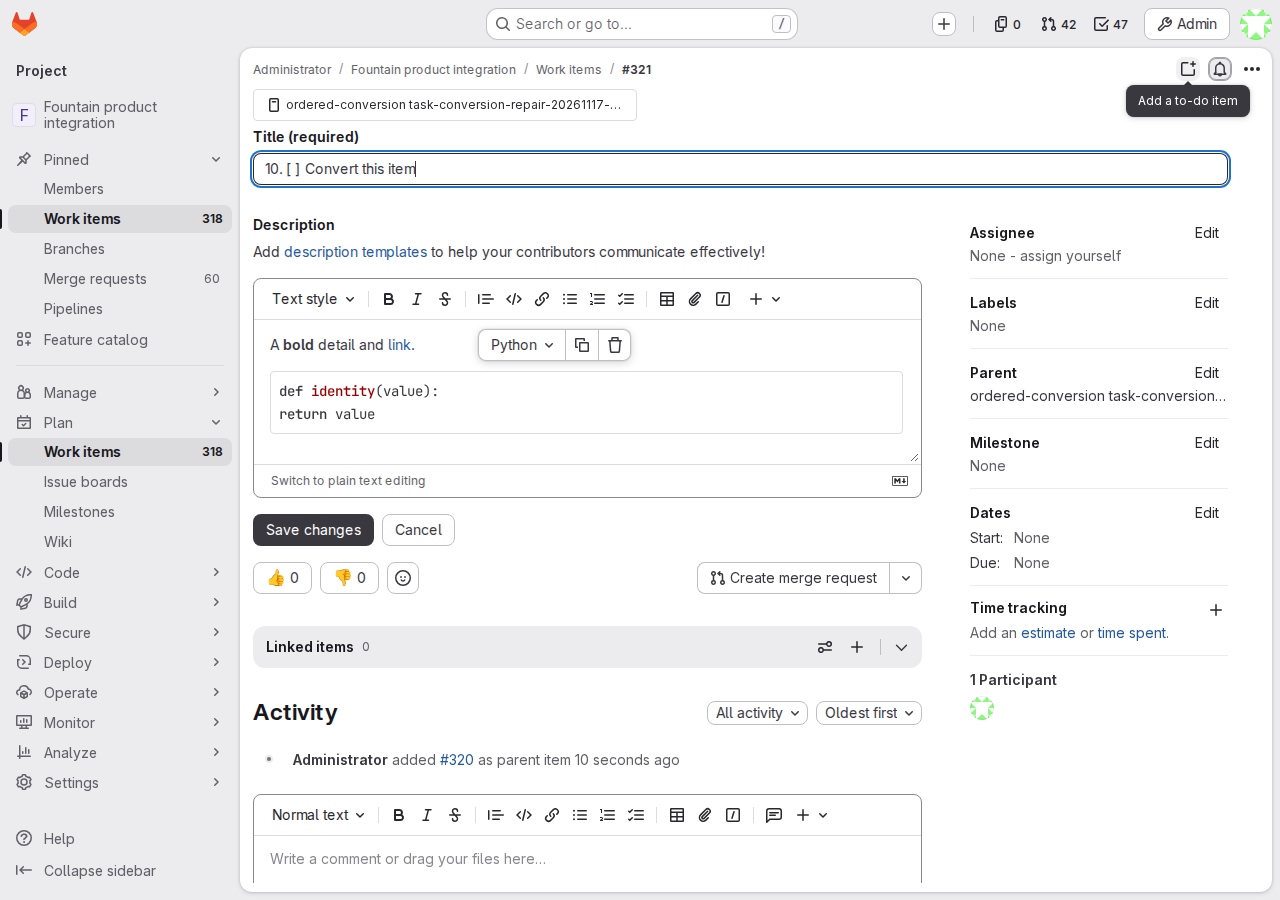 Search or go to...
/
0
42
47
Admin
Project
F
Fountain product integration
Pinned
Members
Work items 318
Branches
Merge requests 60
Pipelines
Feature catalog
Manage
Plan
Work items 318
Issue boards
Milestones
Wiki
Code
Build
Secure
Deploy
Operate
Monitor
Analyze
Settings
Help
Collapse sidebar
Administrator / Fountain product integration / Work items / #321
Add a to-do item
ordered-conversion task-conversion-repair-20261117-...
Title (required)
10. [ ] Convert this item
Description
Add description templates to help your contributors communicate effectively!
Text style
A bold detail and link.
Python
def identity(value):
return value
Switch to plain text editing
Save changes
Cancel
👍 0
👎 0
Create merge request
Linked items 0
Activity
All activity
Oldest first
Administrator added #320 as parent item 10 seconds ago
Normal text
Write a comment or drag your files here...
Assignee Edit
None - assign yourself
Labels Edit
None
Parent Edit
ordered-conversion task-conversion...
Milestone Edit
None
Dates Edit
Start: None
Due: None
Time tracking
Add an estimate or time spent.
1 Participant